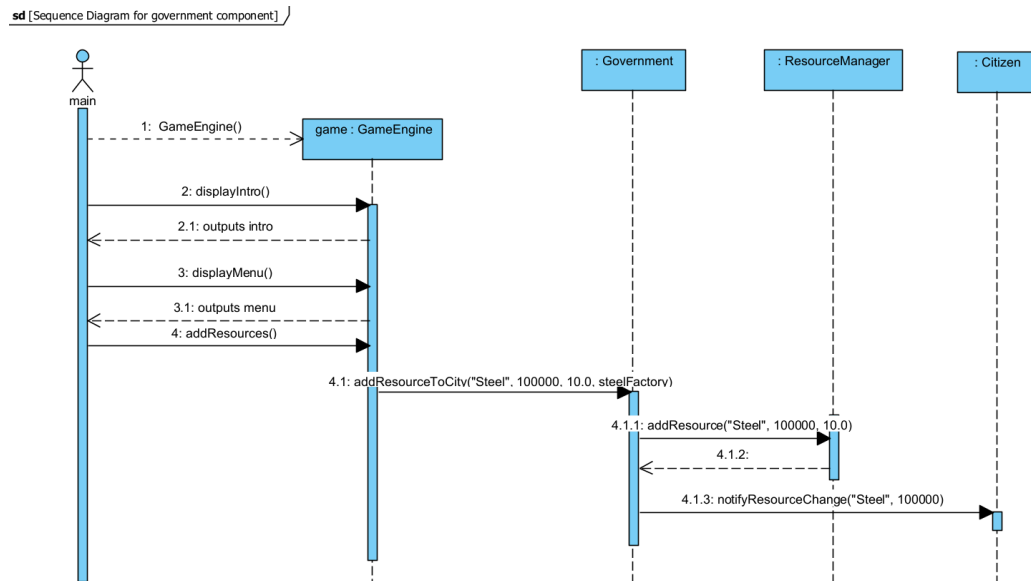 sd [Sequence Diagram for government component]
main
: Government
: ResourceManager
: Citizen
1:  GameEngine()
game : GameEngine
2: displayIntro()
2.1: outputs intro
3: displayMenu()
3.1: outputs menu
4: addResources()
4.1: addResourceToCity("Steel", 100000, 10.0, steelFactory)
4.1.1: addResource("Steel", 100000, 10.0)
4.1.2:
4.1.3: notifyResourceChange("Steel", 100000)